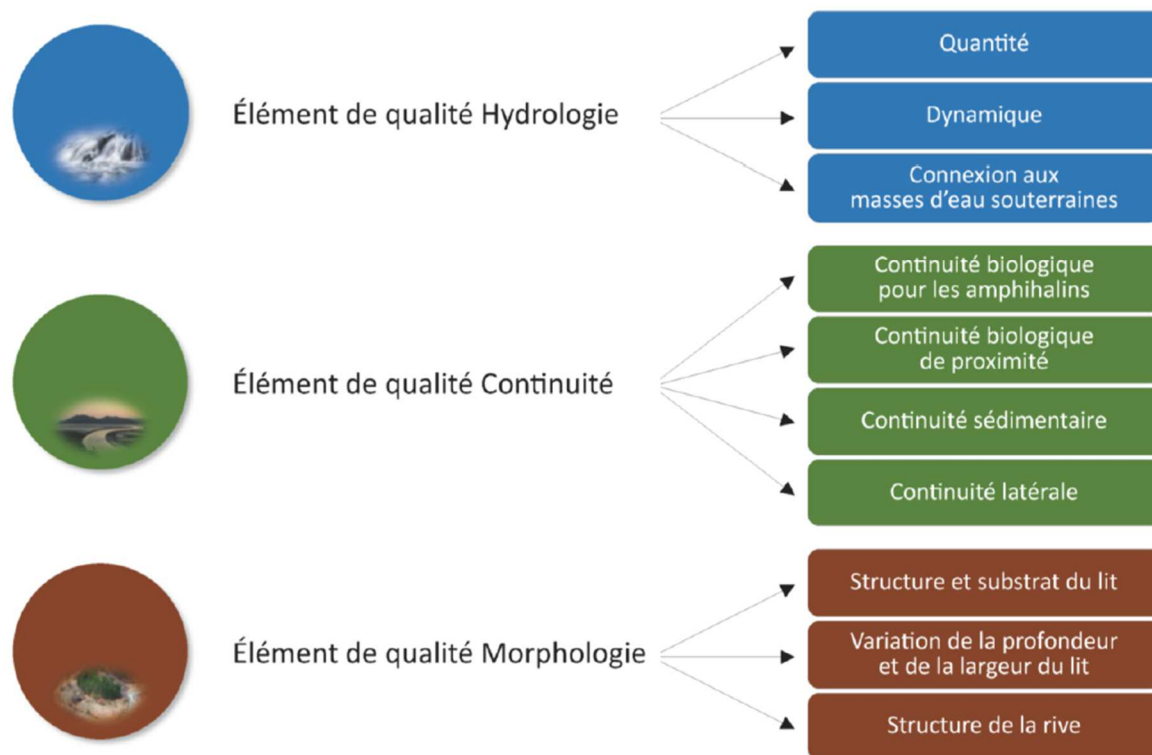 Élément de qualité Hydrologie
Quantité
Dynamique
Connexion aux
masses d'eau souterraines
Élément de qualité Continuité
Continuité biologique
pour les amphihalins
Continuité biologique
de proximité
Continuité sédimentaire
Continuité latérale
Élément de qualité Morphologie
Structure et substrat du lit
Variation de la profondeur
et de la largeur du lit
Structure de la rive